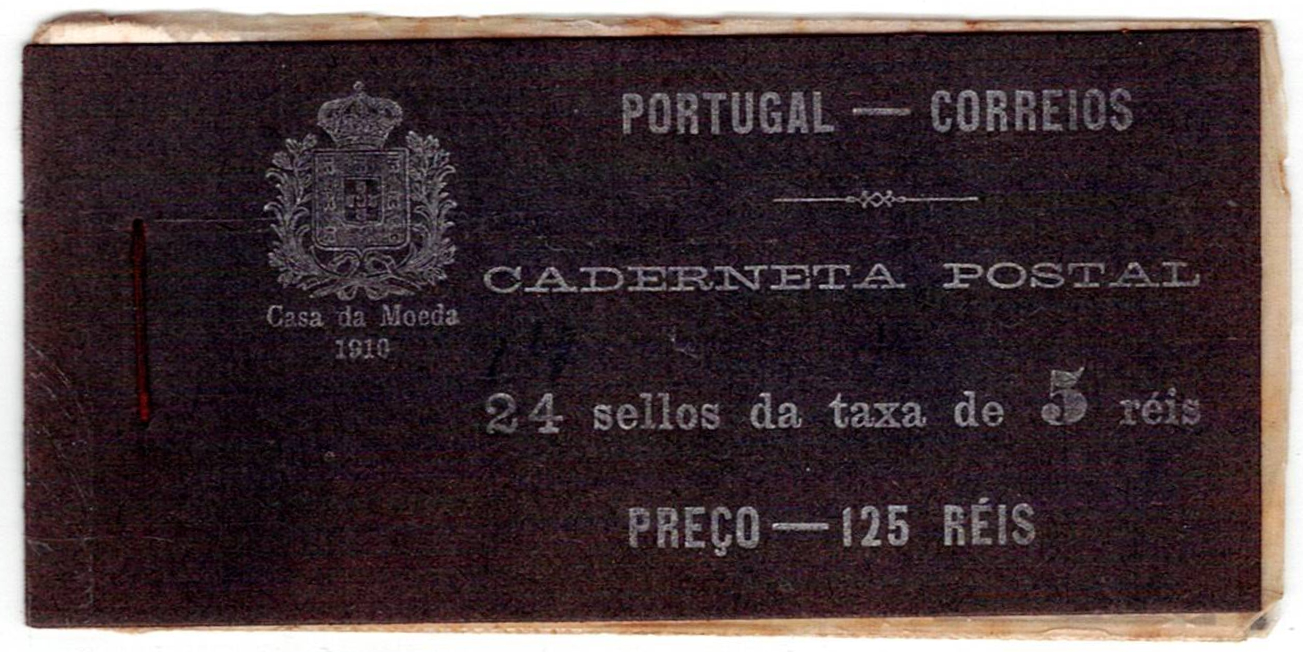 PORTUGAL — CORREIOS
CADERNETA POSTAL
Casa da Moeda
1910
24 sellos da taxa de 5 réis
PREÇO — 125 RÉIS